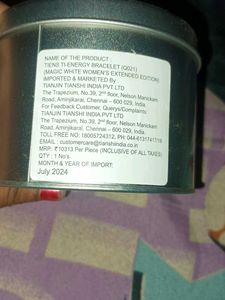 NAME OF THE PRODUCT
TIENS TI-ENERGY BRACELET (Q021)
(MAGIC WHITE WOMEN'S EXTENDED EDITION)
IMPORTED & MARKETED BY
TIANJIN TIANSHI INDIA PVT LTD
The Trapezium, No.39, 2nd floor, Nelson Manickam
Road, Aminjikarai, Chennai – 600 029, India.
For Feedback Customer, Querys/Complaints:
TIANJIN TIANSHI INDIA PVT LTD
The Trapezium, No.39, 2nd floor, Nelson Manickam
Road, Aminjikarai, Chennai – 600 029, India.
TOLL FREE NO: 18005724312, PH: 044-
EMAIL : customercare@tianshiindia.co.in
MRP: ₹10313 Per Piece (INCLUSIVE OF ALL TAXES)
QTY : 1 No's.
MONTH & YEAR OF IMPORT:
July 2024